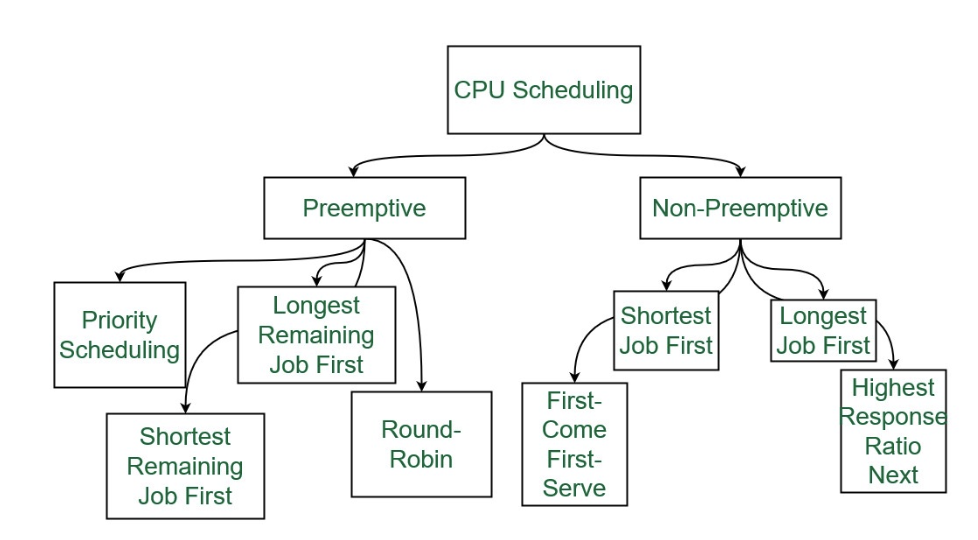 CPU Scheduling
Preemptive
Non-Preemptive
Priority
Scheduling
Longest
Remaining
Job First
Shortest
Job First
Longest
Job First
Shortest
Remaining
Job First
Round-
Robin
First-
Come
First-
Serve
Highest
Response
Ratio
Next